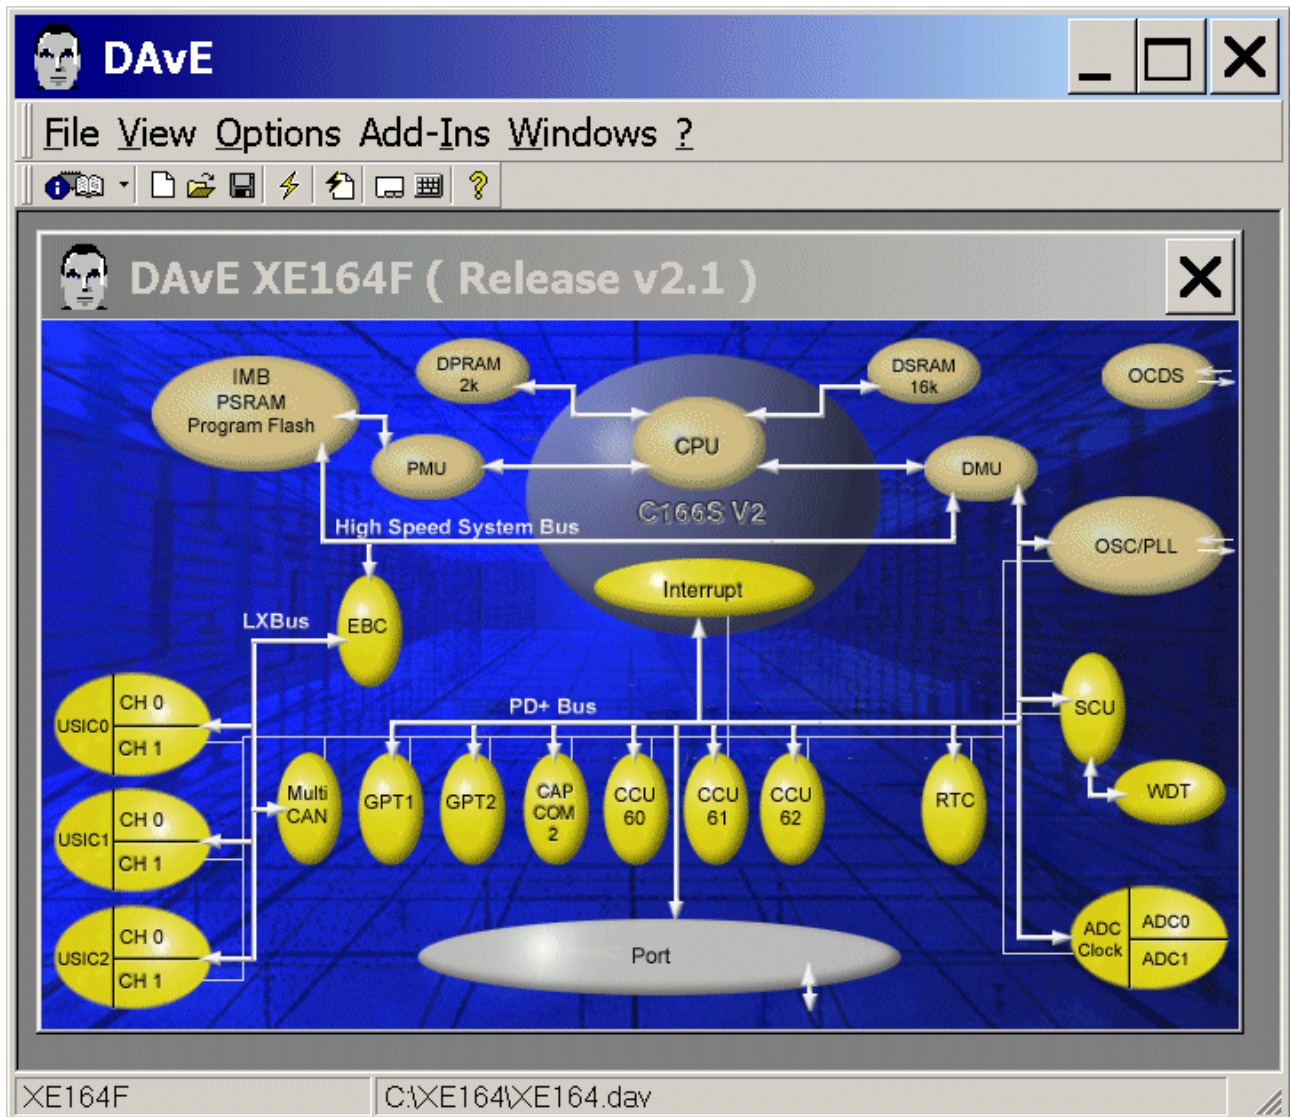 DAvE
File View Options Add-Ins Windows ?
DAvE XE164F ( Release v2.1 )
IMB
PSRAM
Program Flash
DPRAM
2k
DSRAM
16k
OCDS
CPU
PMU
DMU
C166S V2
High Speed System Bus
OSC/PLL
Interrupt
LXBus
EBC
PD+ Bus
SCU
USIC0
CH 0
CH 1
Multi
CAN
GPT1
GPT2
CAP
COM
2
CCU
60
CCU
61
CCU
62
RTC
WDT
USIC1
CH 0
CH 1
USIC2
CH 0
CH 1
Port
ADC
Clock
ADC0
ADC1
XE164F
C:\XE164\XE164.dav